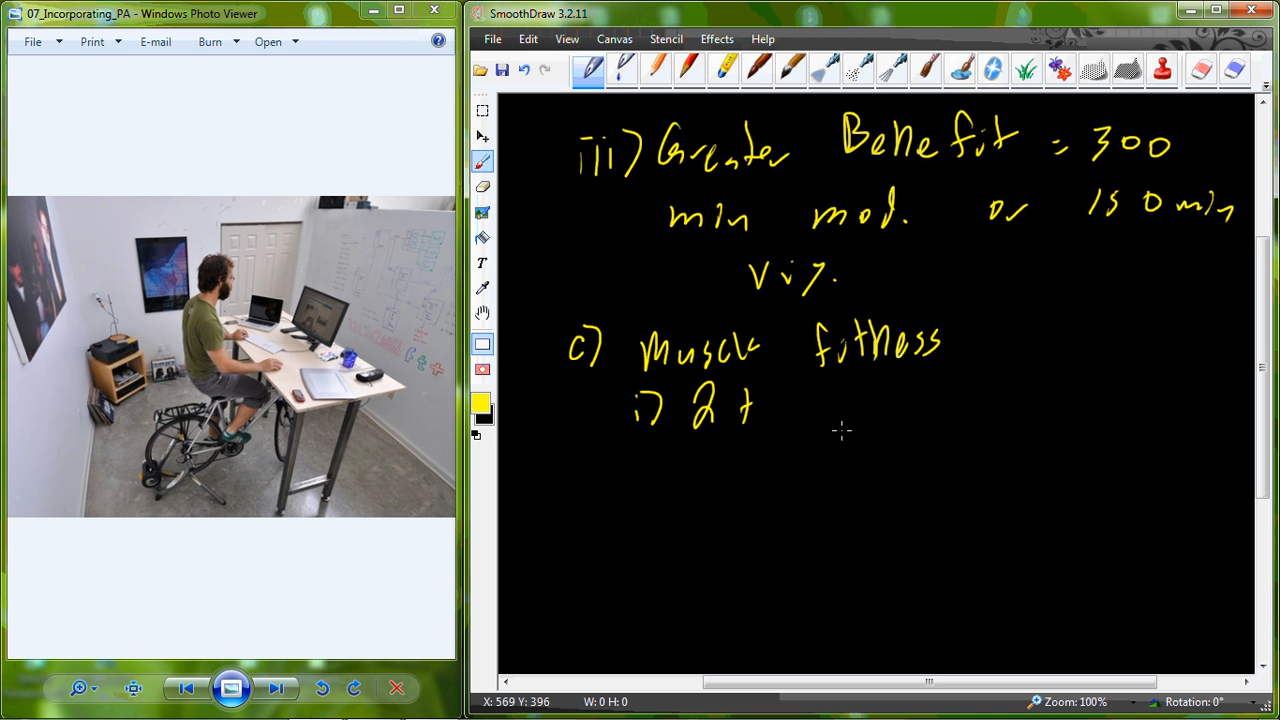 07_Incorporating_PA - Windows Photo Viewer
File Print E-mail Burn Open
SmoothDraw 3.2.11
File Edit View Canvas Stencil Effects Help
iii) Greater Benefit = 300
min mod. or 150 min
vig.
c) Muscle fitness
i) 2 t
X: 569 Y: 396 W: 0 H: 0 Zoom: 100% Rotation: 0°